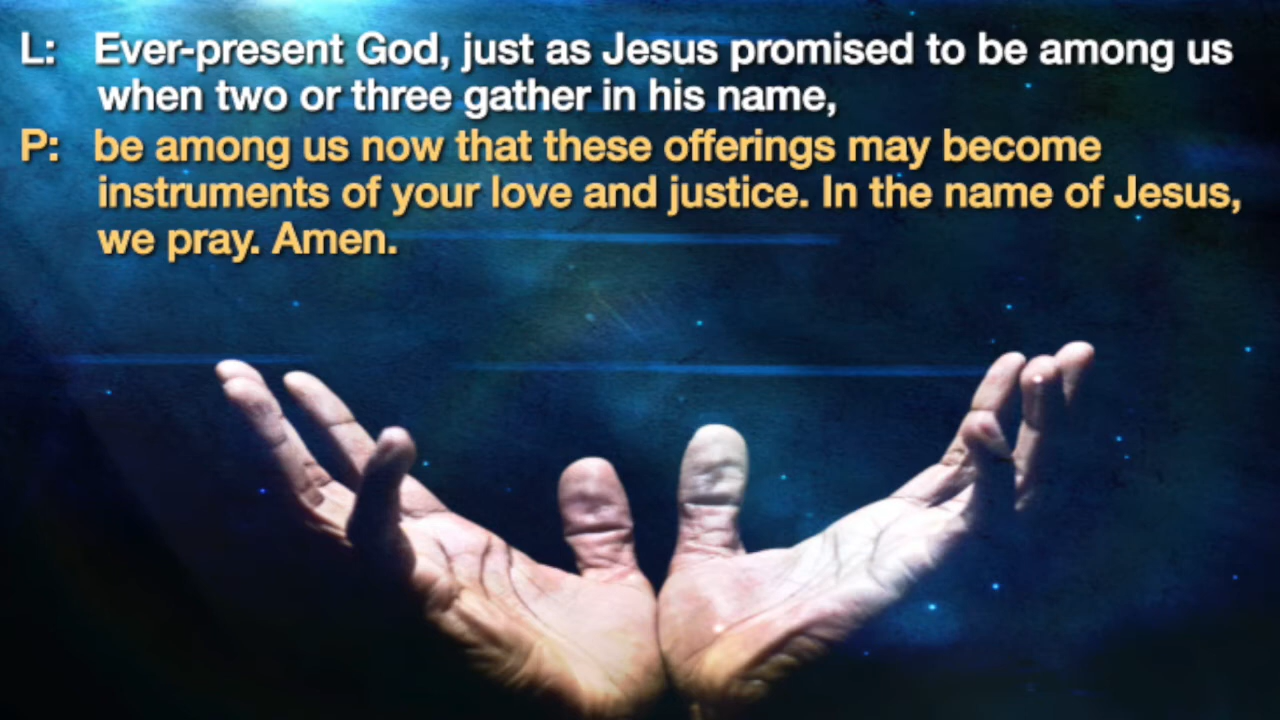 L: Ever-present God, just as Jesus promised to be among us
when two or three gather in his name,
P: be among us now that these offerings may become
instruments of your love and justice. In the name of Jesus,
we pray. Amen.